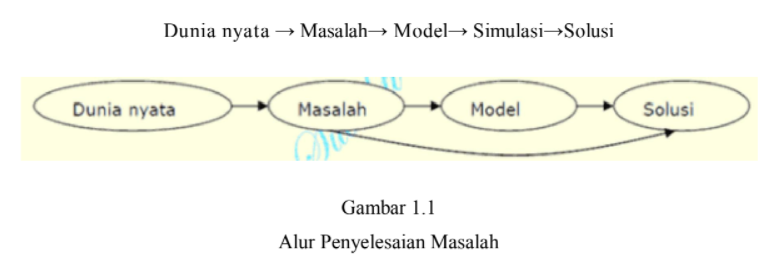 Dunia nyata → Masalah→ Model→ Simulasi→Solusi
Dunia nyata Masalah Model Solusi
Gambar 1.1
Alur Penyelesaian Masalah